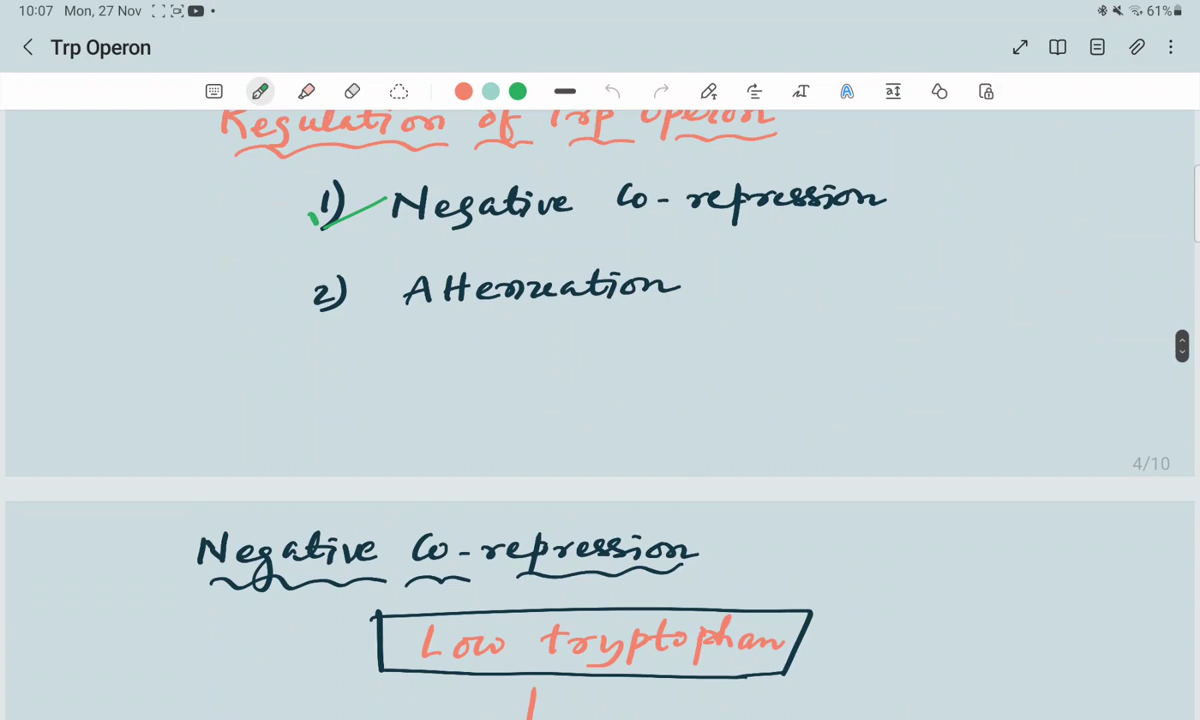 10:07 Mon, 27 Nov 61%
Trp Operon
Regulation of Trp operon
1) Negative Co-repression
2) Attenuation
4/10
Negative Co-repression
Low tryptophan